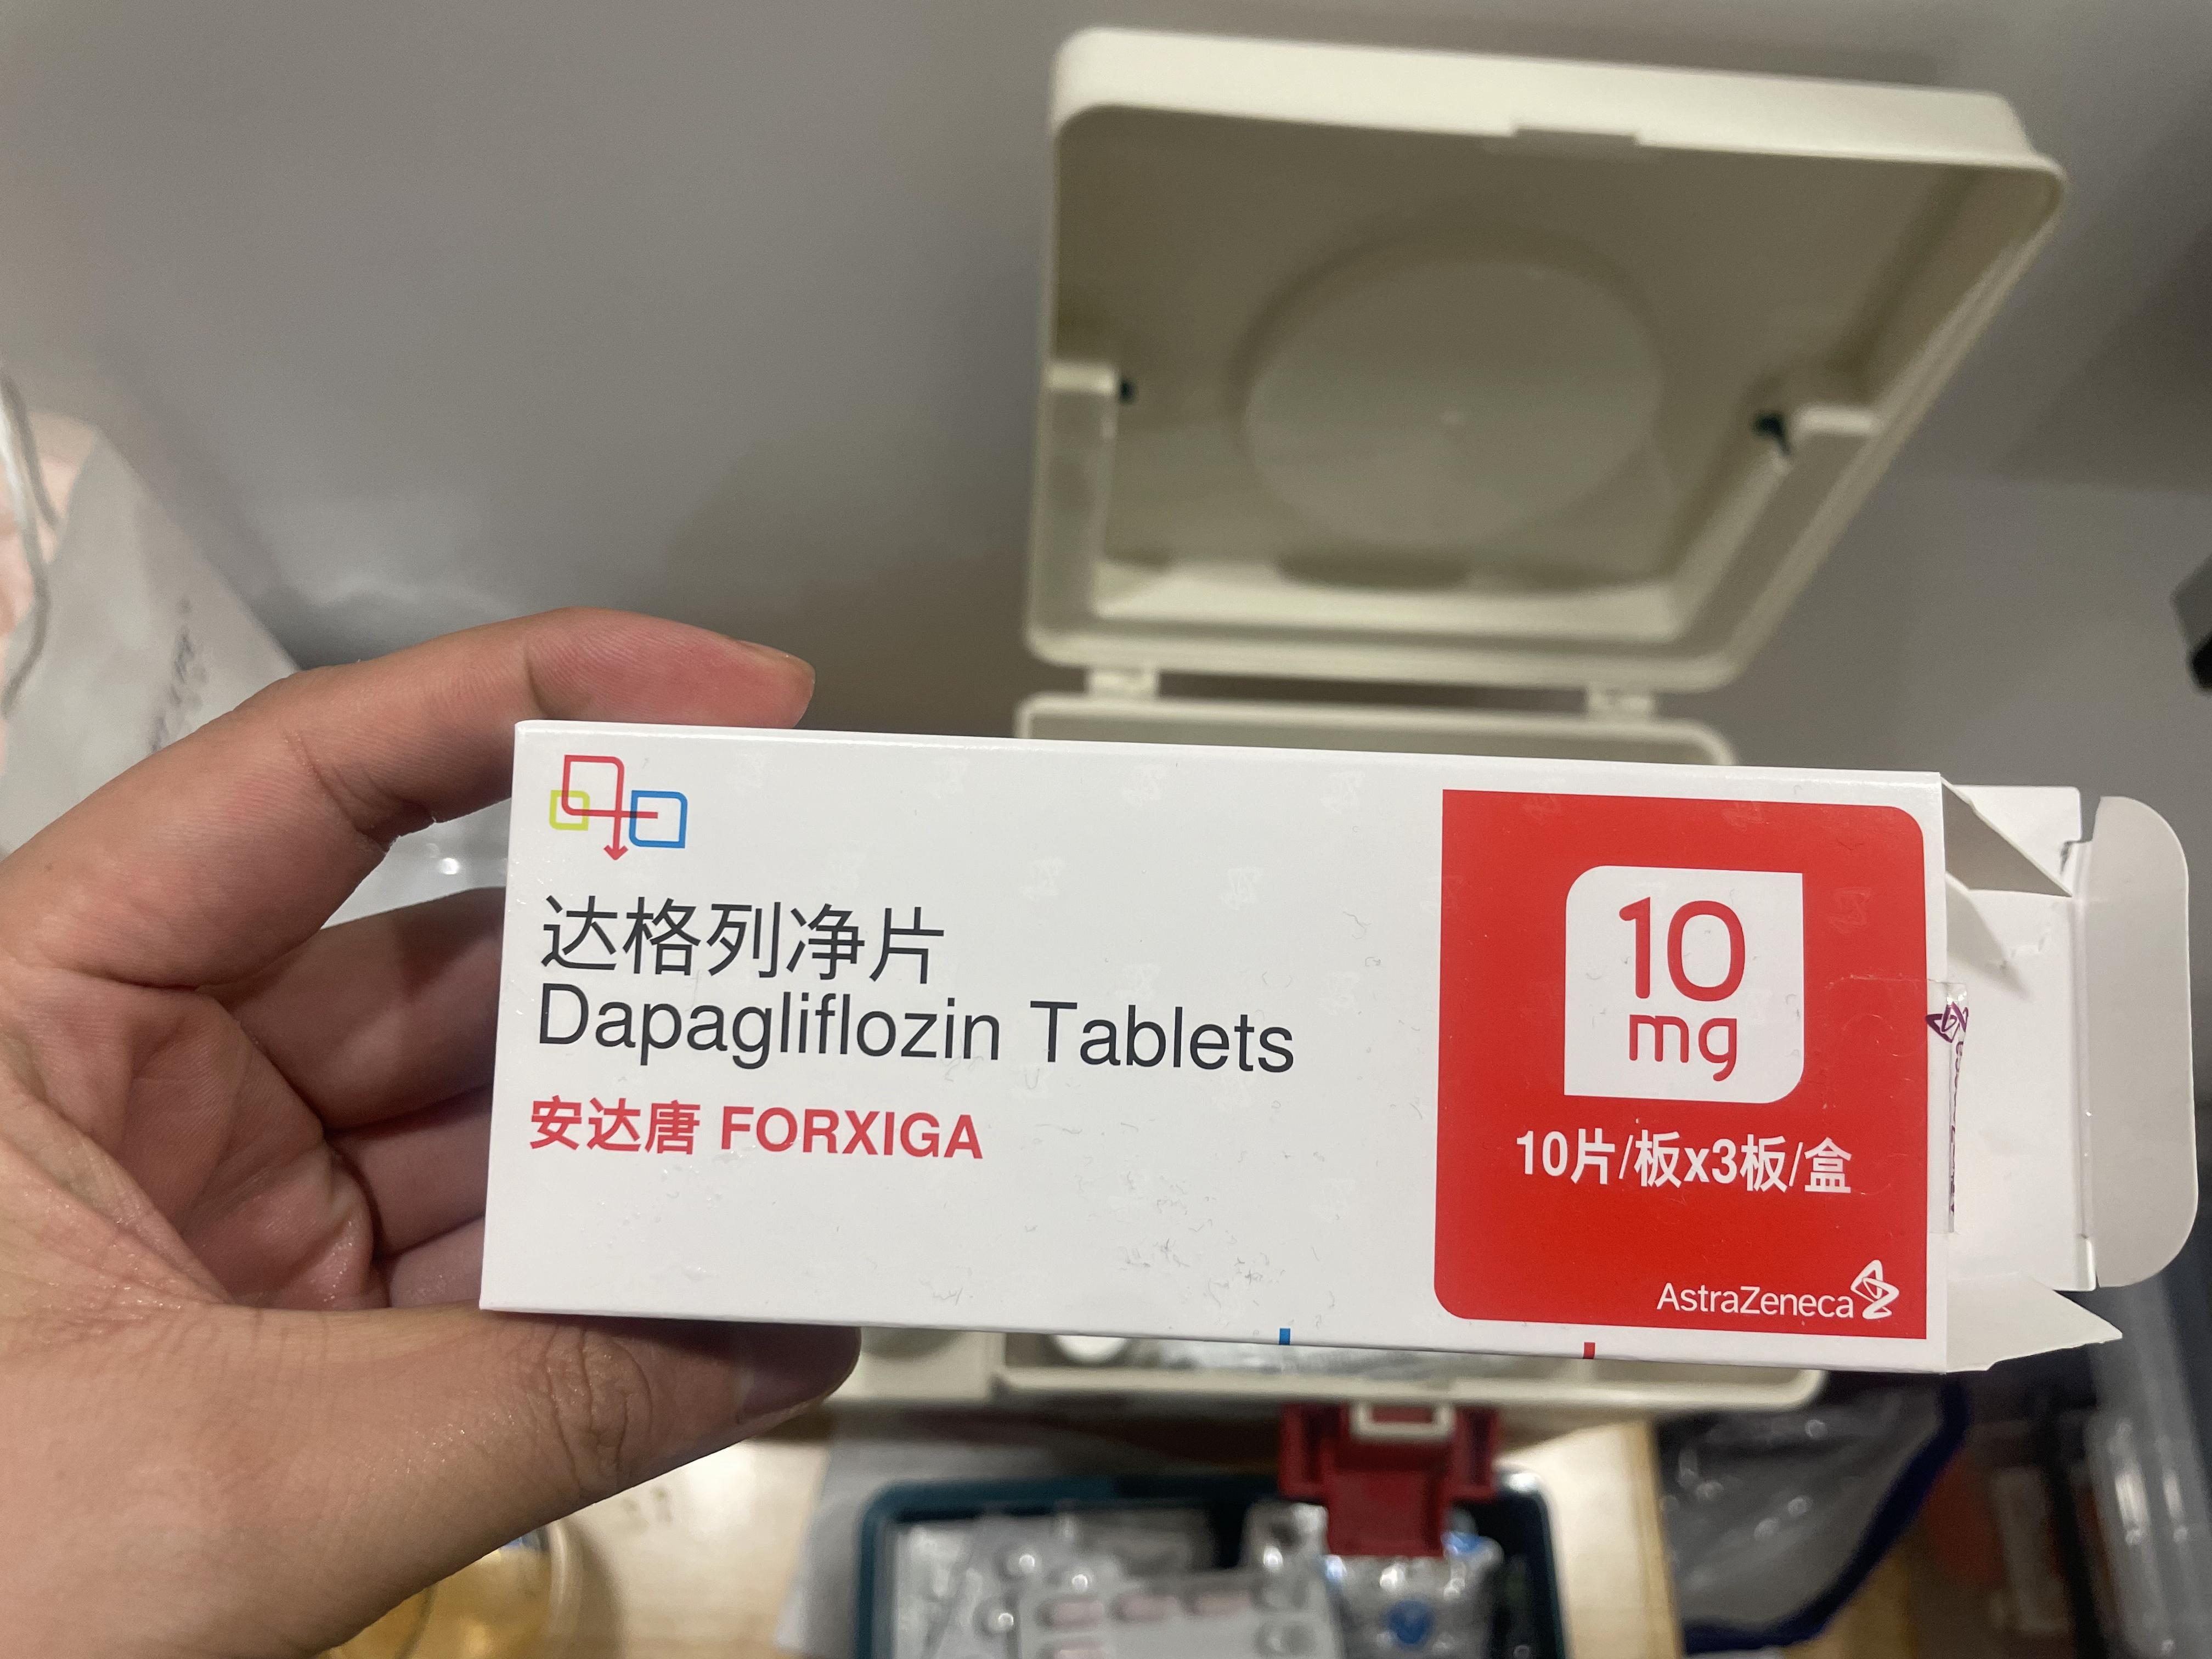 达格列净片
Dapagliflozin Tablets
安达唐 FORXIGA
10
mg
10片/板x3板/盒
AstraZeneca